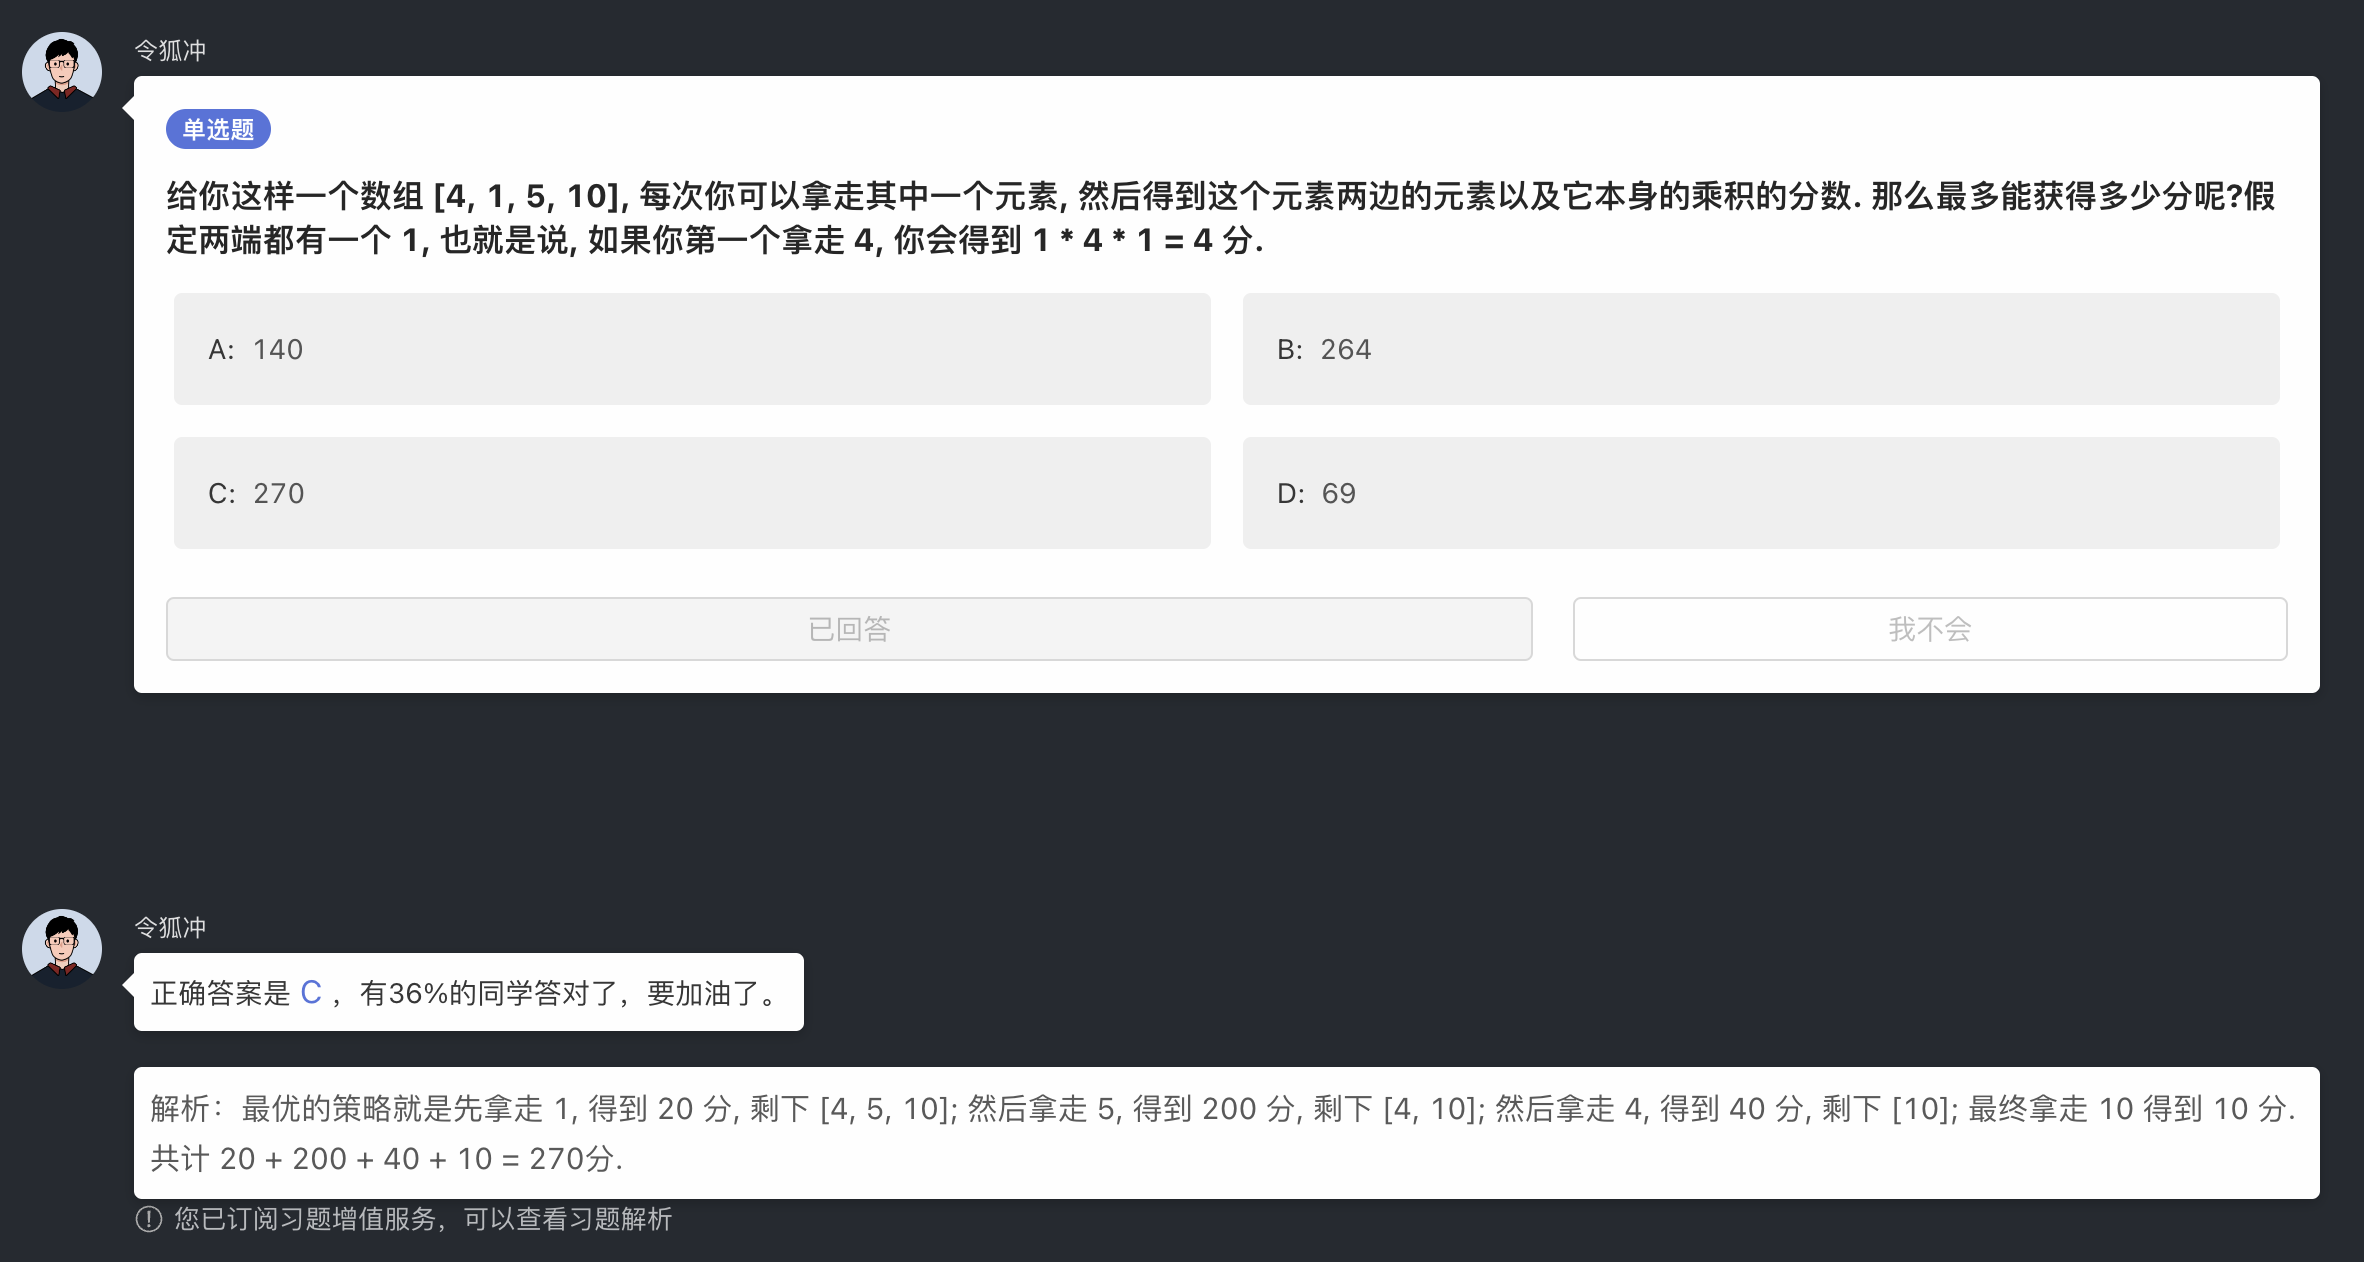 令狐冲
单选题
给你这样一个数组 [4, 1, 5, 10], 每次你可以拿走其中一个元素, 然后得到这个元素两边的元素以及它本身的乘积的分数. 那么最多能获得多少分呢?假
定两端都有一个 1, 也就是说, 如果你第一个拿走 4, 你会得到 1 * 4 * 1 = 4 分.
A: 140
B: 264
C: 270
D: 69
已回答
我不会
令狐冲
正确答案是 C ，有36%的同学答对了，要加油了。
解析：最优的策略就是先拿走 1, 得到 20 分, 剩下 [4, 5, 10]; 然后拿走 5, 得到 200 分, 剩下 [4, 10]; 然后拿走 4, 得到 40 分, 剩下 [10]; 最终拿走 10 得到 10 分.
共计 20 + 200 + 40 + 10 = 270分.
您已订阅习题增值服务，可以查看习题解析